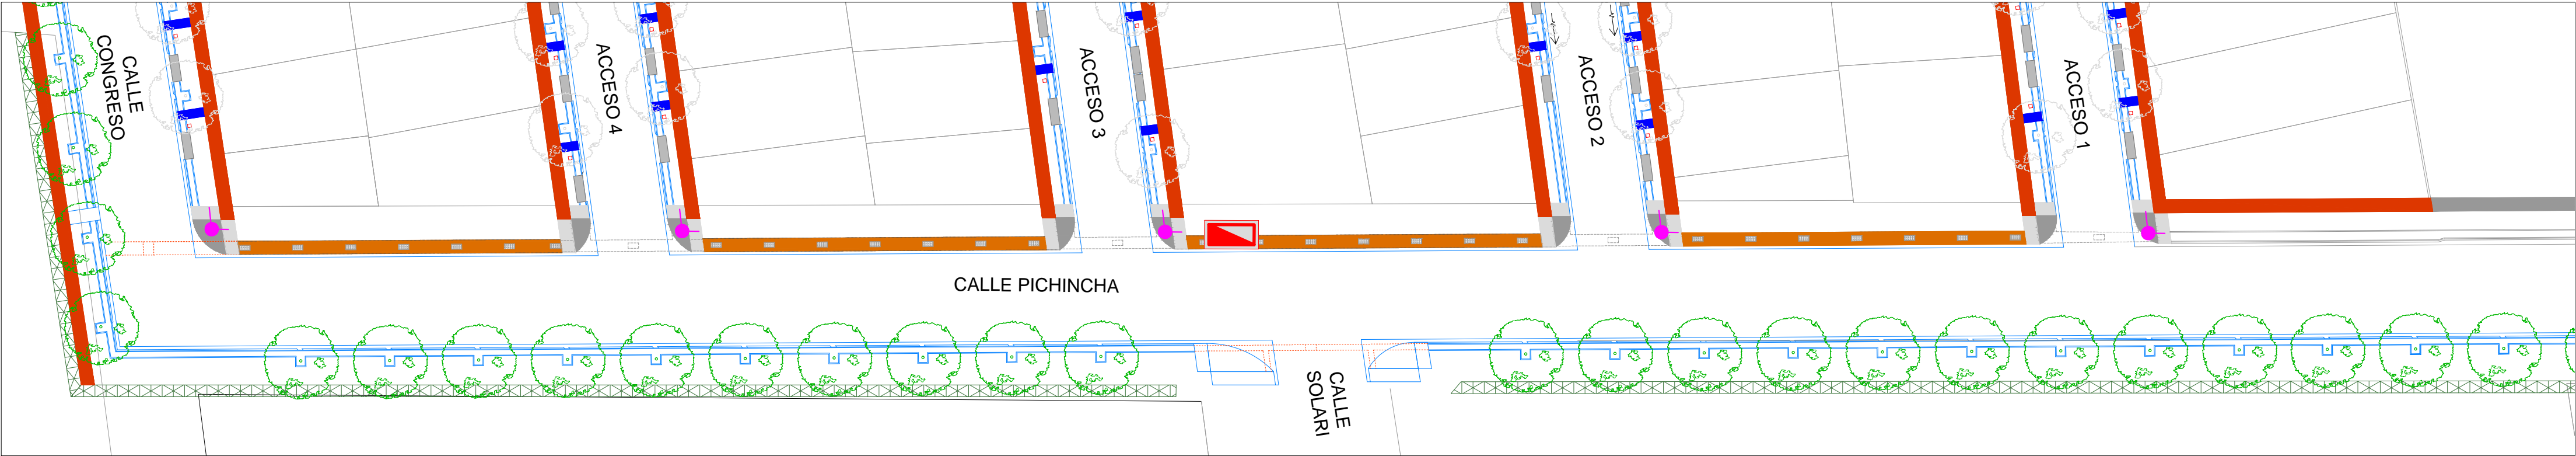 CALLE
CONGRESO
ACCESO 4
ACCESO 3
ACCESO 2
ACCESO 1
CALLE PICHINCHA
CALLE
SOLARI